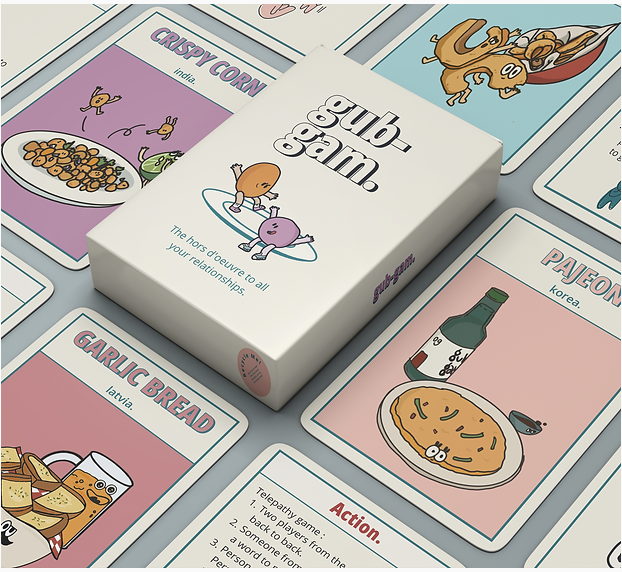 CRISPY CORN
india.
gub-
gam.
The hors d'oeuvre to all
your relationships.
gub-gam.
PAJEON
korea.
GARLIC BREAD
latvia.
Action.
Telepathy game :
1. Two players from the
back to back.
2. Someone from
a word to
3. Person